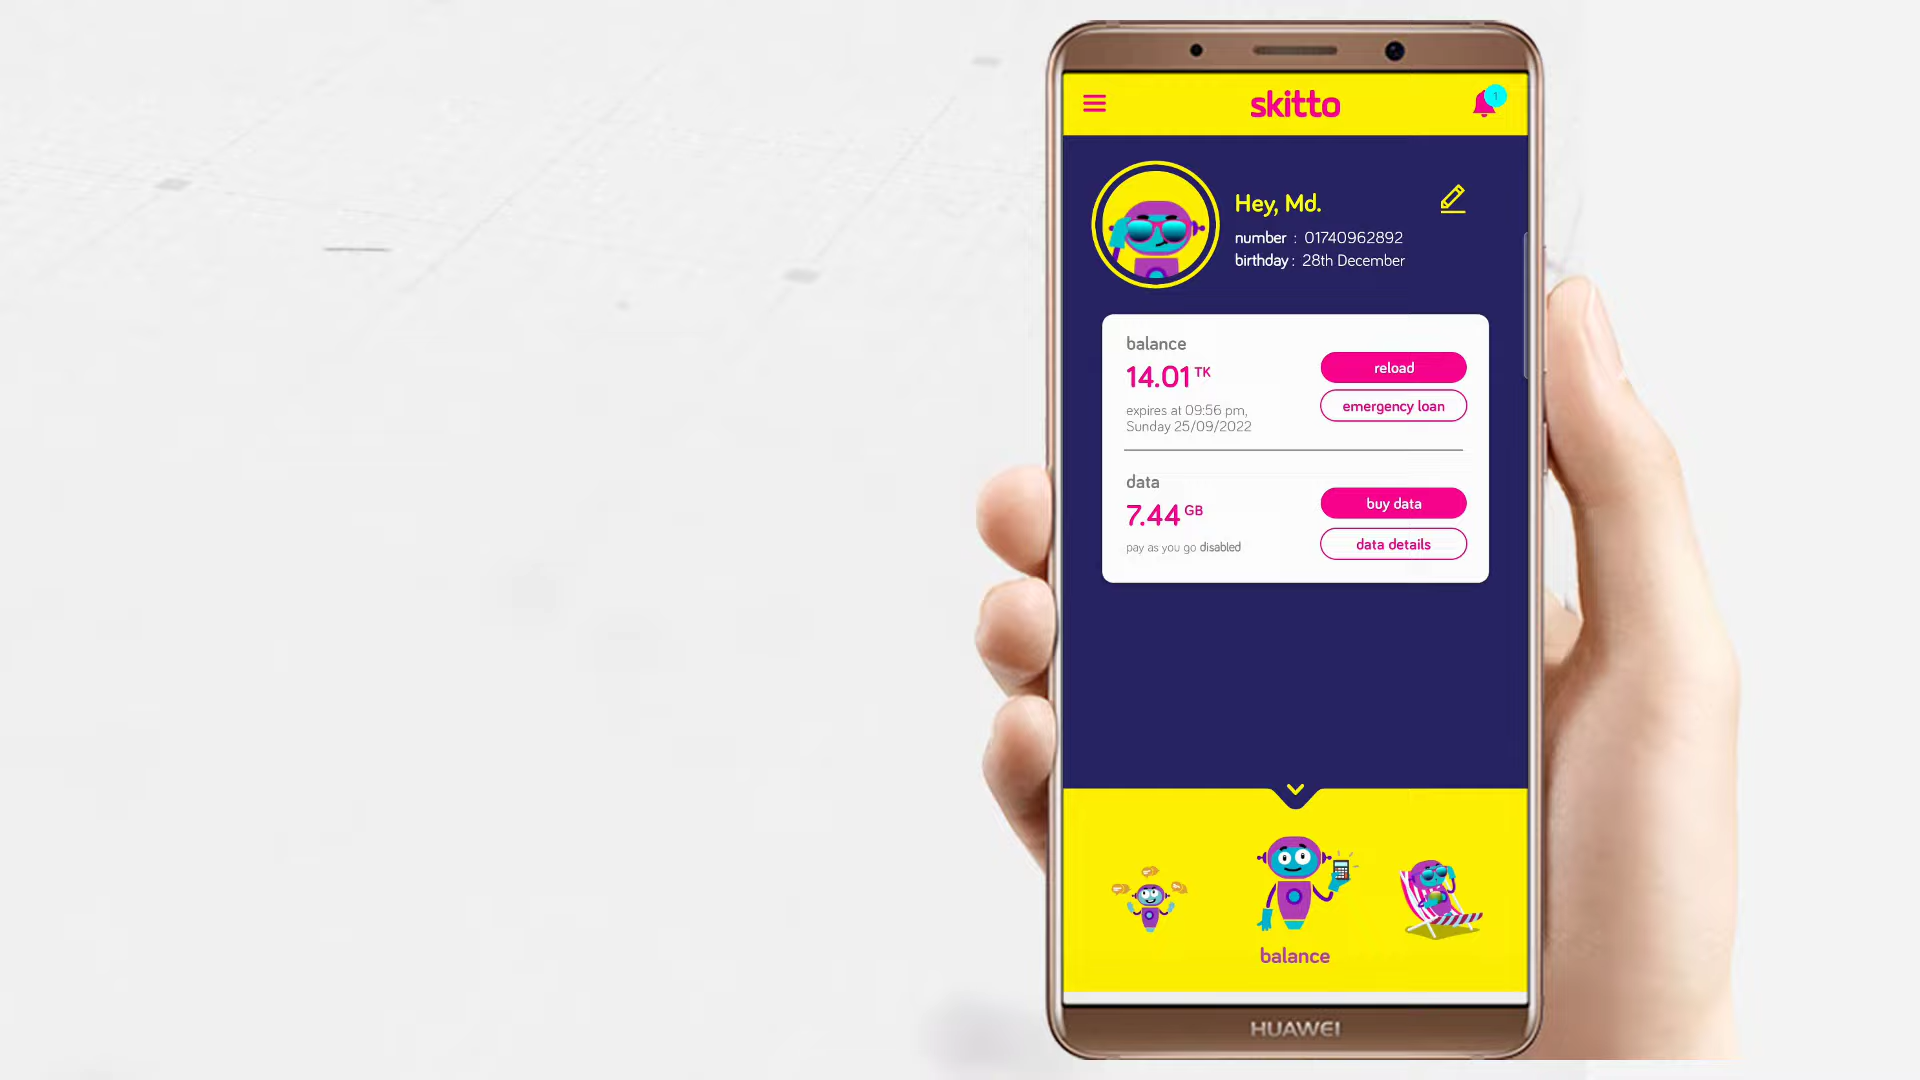 skitto
1
Hey, Md.
number : 01740962892
birthday : 28th December
balance
14.01 TK
reload
expires at 09:56 pm,
Sunday 25/09/2022
emergency loan
data
7.44 GB
buy data
pay as you go disabled
data details
balance
HUAWEI